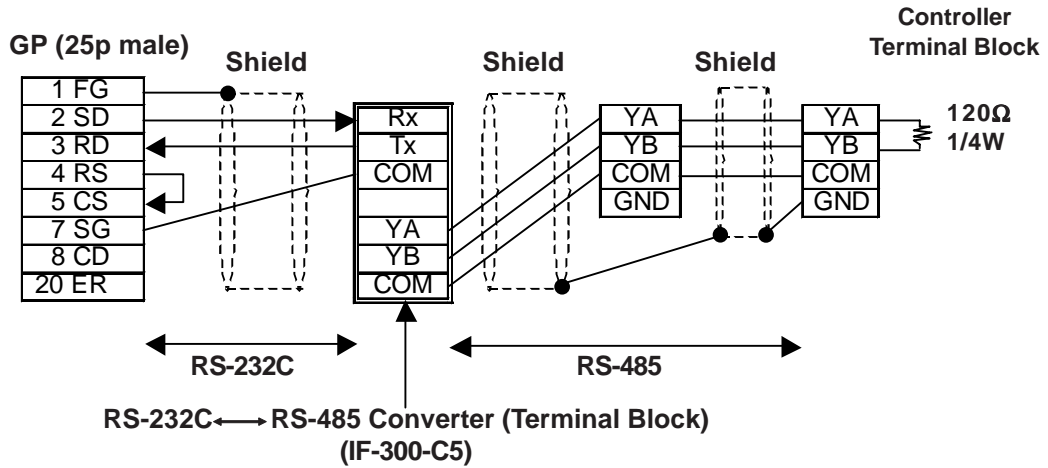 Controller
Terminal Block
GP (25p male)
Shield
Shield
Shield
1 FG
2 SD
3 RD
4 RS
5 CS
7 SG
8 CD
20 ER
Rx
Tx
COM
YA
YB
COM
YA
YB
COM
GND
YA
YB
COM
GND
120Ω
1/4W
RS-232C
RS-485
RS-232C↔RS-485 Converter (Terminal Block)
(IF-300-C5)